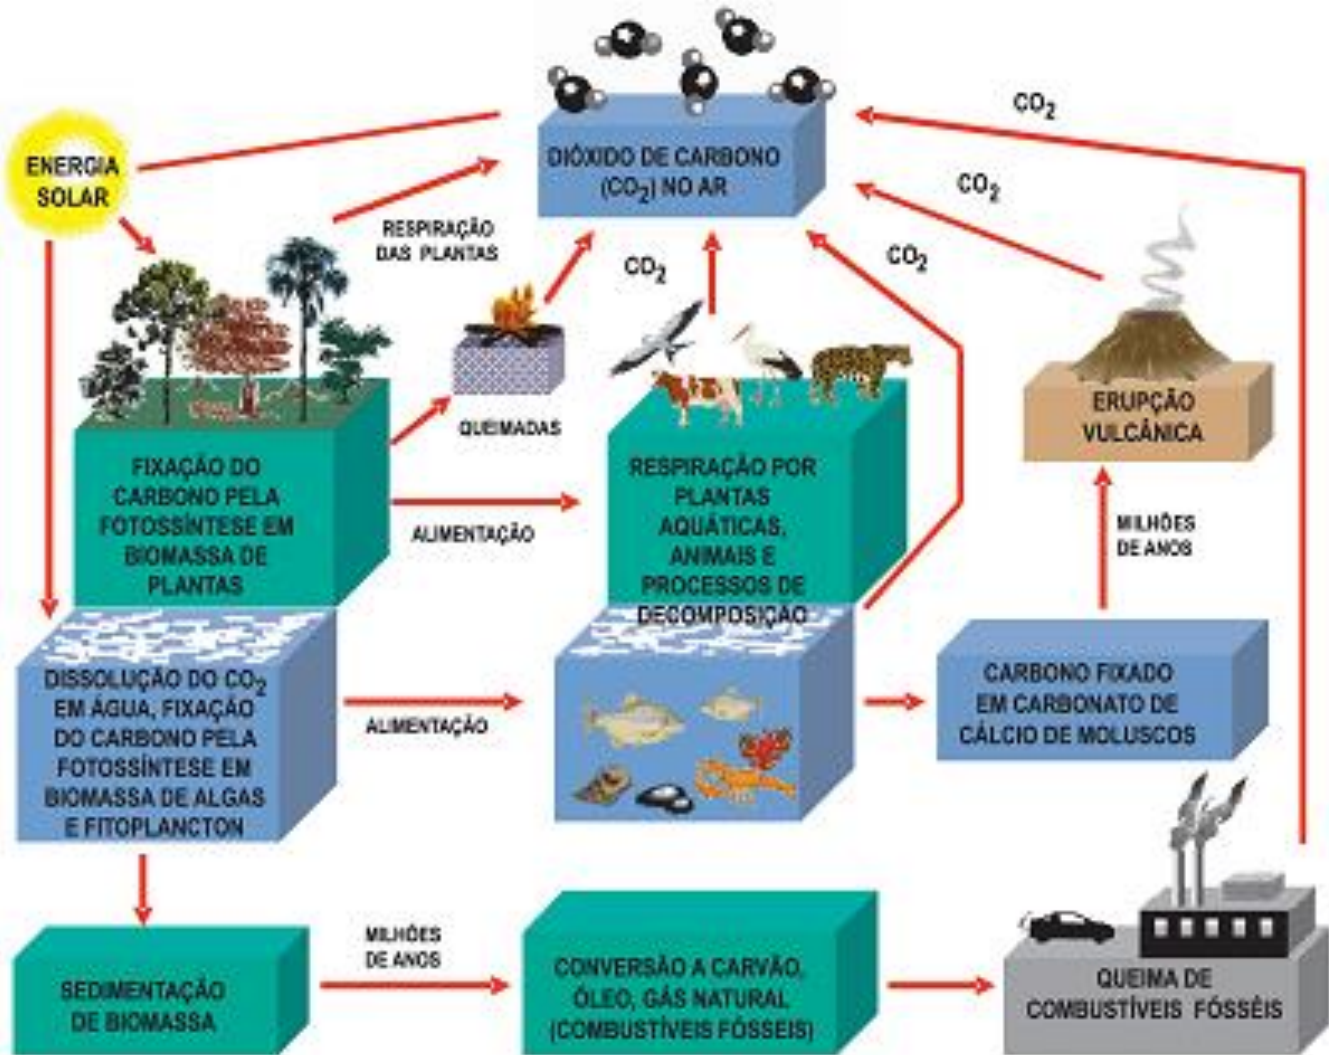 CO₂
ENERGIA
SOLAR
DIÓXIDO DE CARBONO
(CO₂) NO AR
CO₂
RESPIRAÇÃO
DAS PLANTAS
CO₂
CO₂
QUEIMADAS
ERUPÇÃO
VULCÂNICA
FIXAÇÃO DO
CARBONO PELA
FOTOSSÍNTESE EM
BIOMASSA DE
PLANTAS
ALIMENTAÇÃO
RESPIRAÇÃO POR
PLANTAS
AQUÁTICAS,
ANIMAIS E
PROCESSOS DE
DECOMPOSIÇÃO
MILHÕES
DE ANOS
DISSOLUÇÃO DO CO₂
EM ÁGUA, FIXAÇÃO
DO CARBONO PELA
FOTOSSÍNTESE EM
BIOMASSA DE ALGAS
E FITOPLANCTON
ALIMENTAÇÃO
CARBONO FIXADO
EM CARBONATO DE
CÁLCIO DE MOLUSCOS
SEDIMENTAÇÃO
DE BIOMASSA
MILHÕES
DE ANOS
CONVERSÃO A CARVÃO,
ÓLEO, GÁS NATURAL
(COMBUSTÍVEIS FÓSSEIS)
QUEIMA DE
COMBUSTÍVEIS FÓSSÉIS